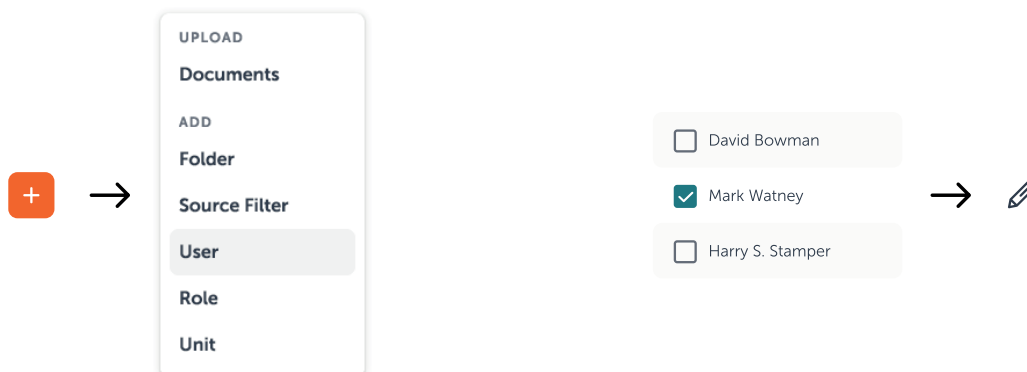 UPLOAD
Documents
ADD
Folder
Source Filter
User
Role
Unit
David Bowman
Mark Watney
Harry S. Stamper